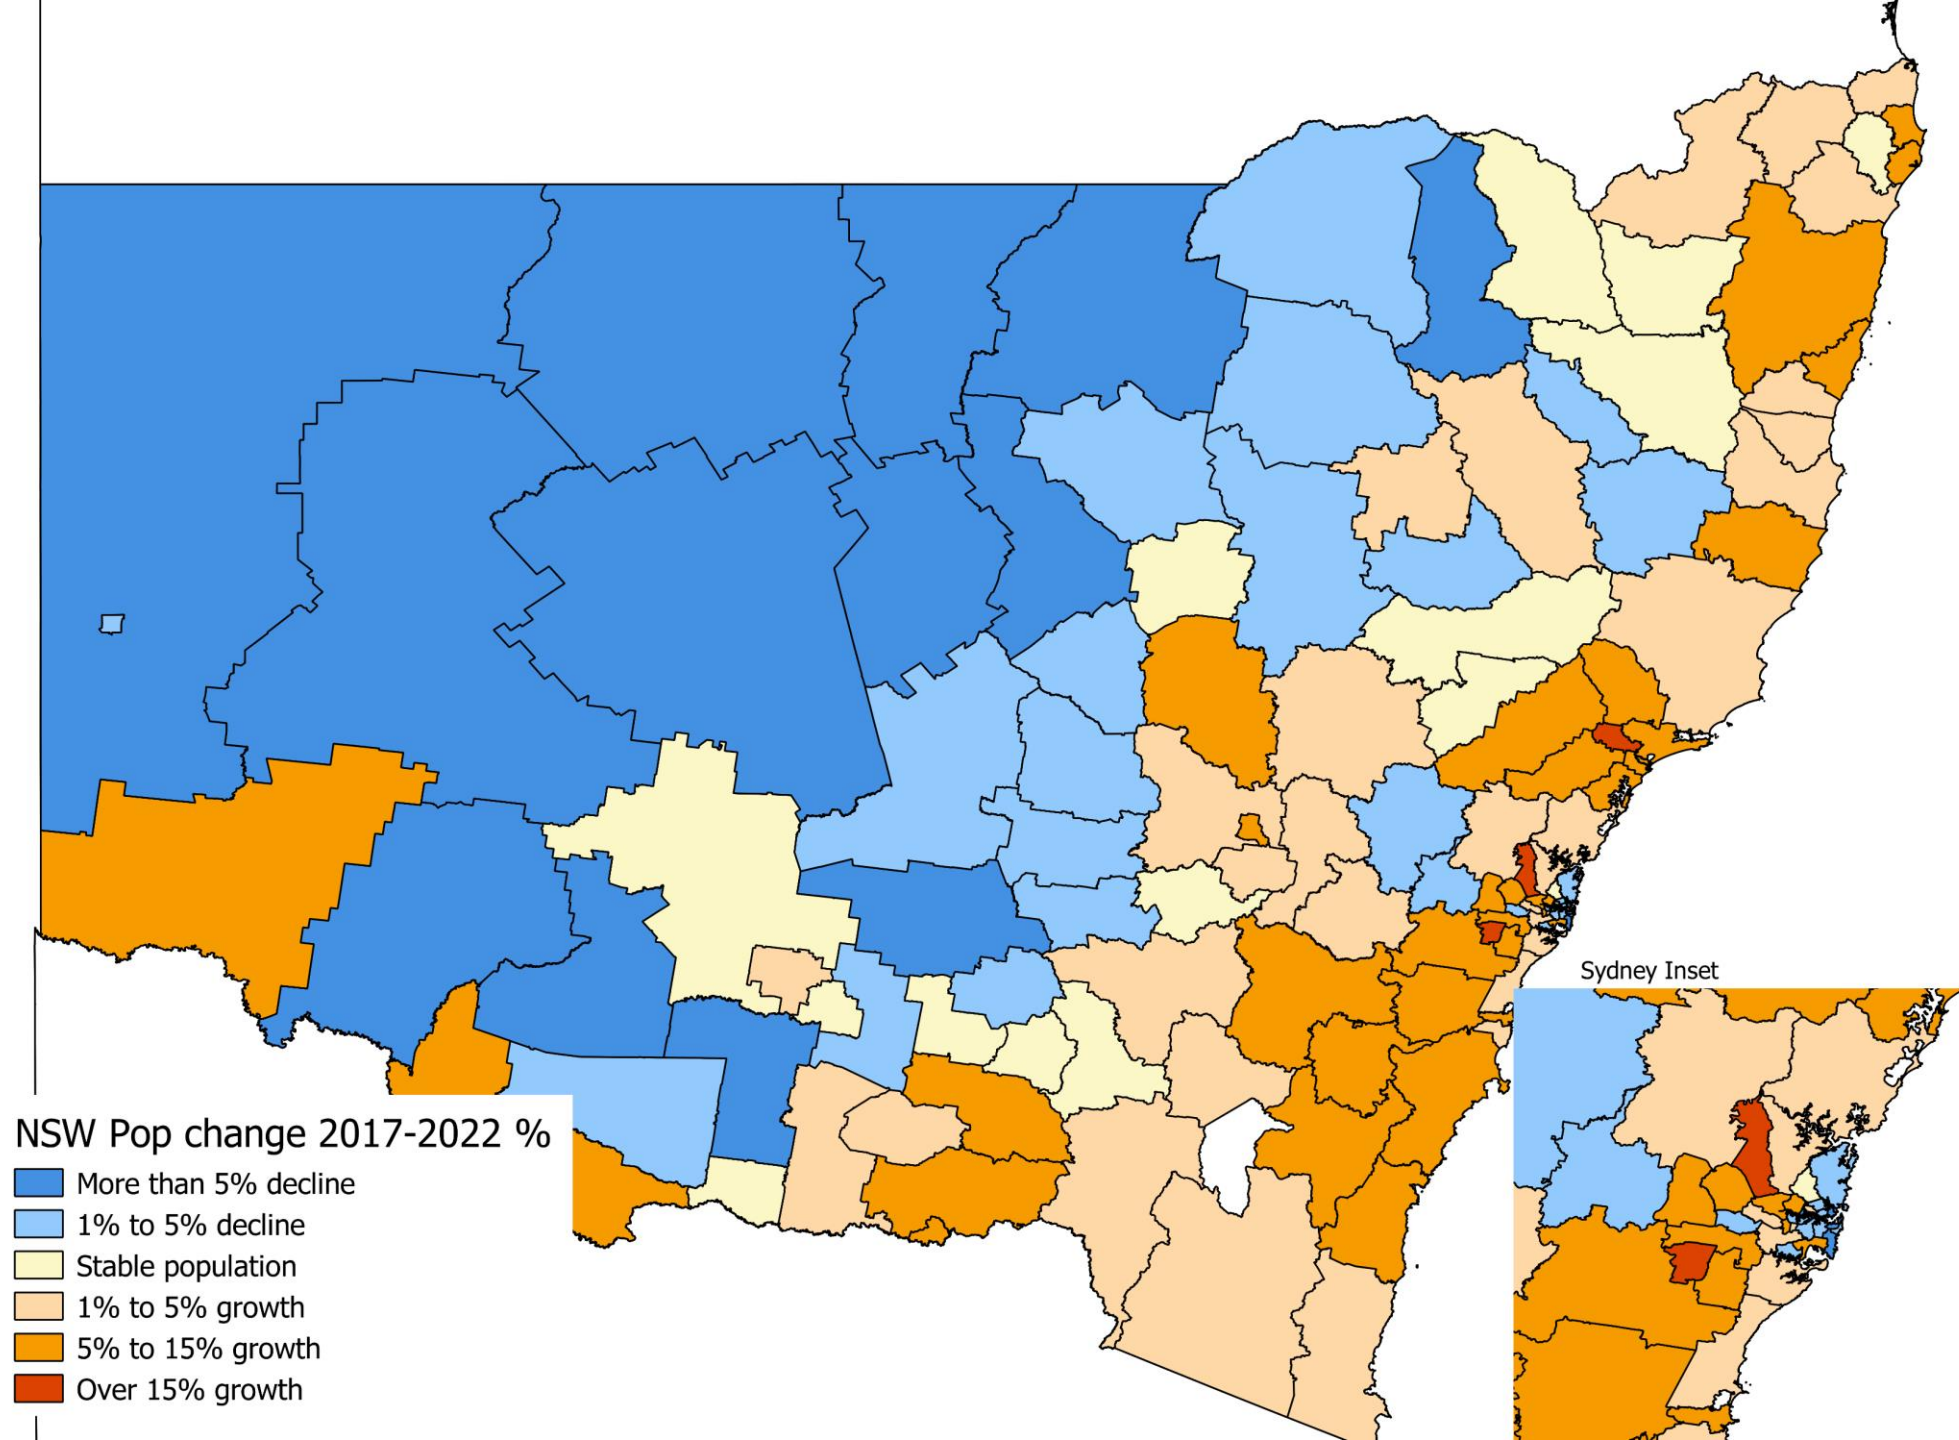 Sydney Inset
NSW Pop change 2017-2022 %
More than 5% decline
1% to 5% decline
Stable population
1% to 5% growth
5% to 15% growth
Over 15% growth